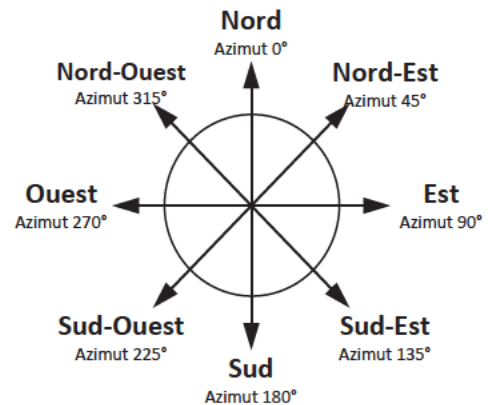 Nord
Azimut 0°
Nord-Ouest
Azimut 315°
Nord-Est
Azimut 45°
Ouest
Azimut 270°
Est
Azimut 90°
Sud-Ouest
Azimut 225°
Sud-Est
Azimut 135°
Sud
Azimut 180°